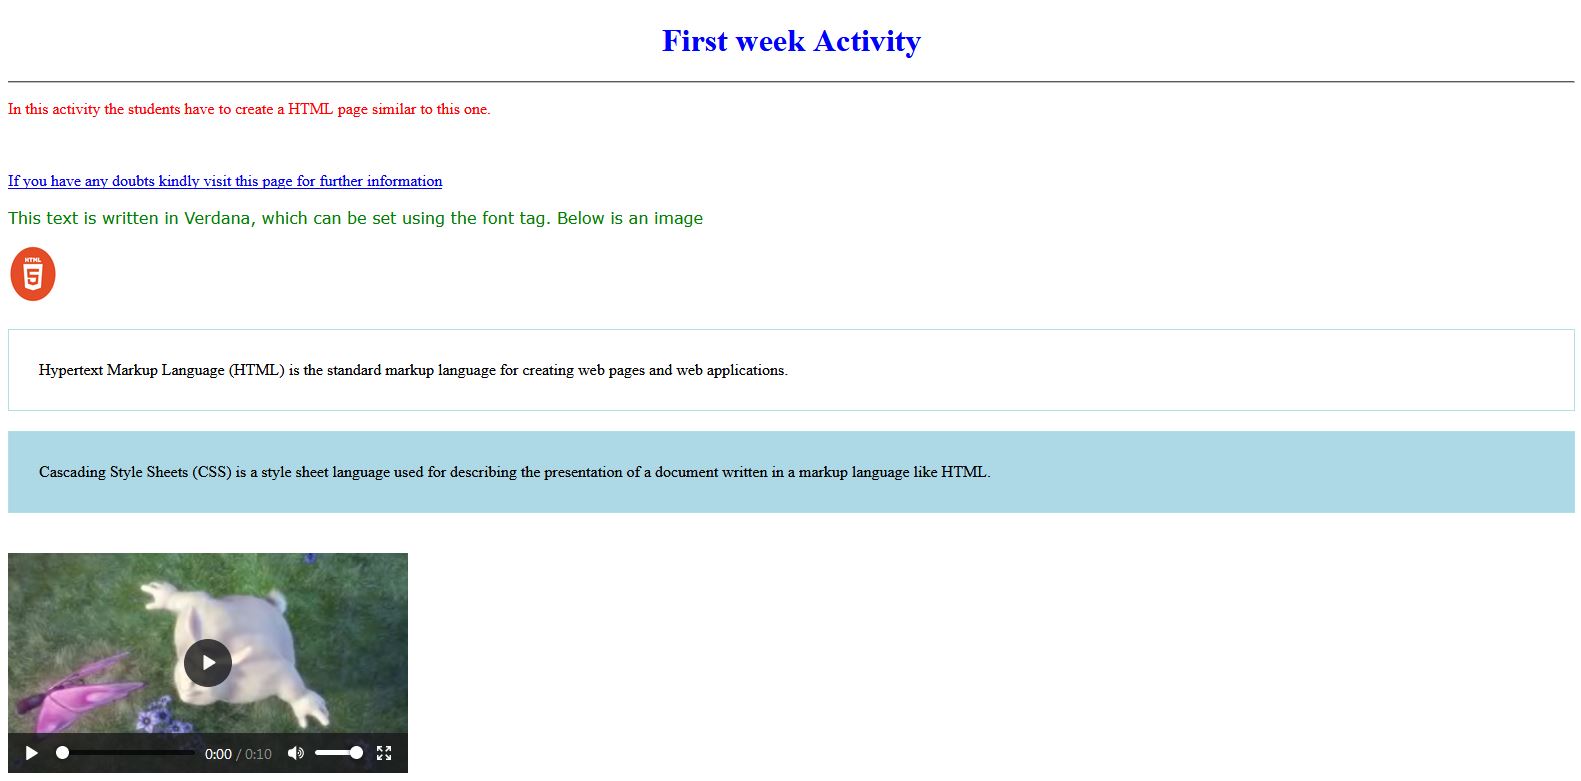 First week Activity
In this activity the students have to create a HTML page similar to this one.
If you have any doubts kindly visit this page for further information
This text is written in Verdana, which can be set using the font tag. Below is an image
HTML
5
Hypertext Markup Language (HTML) is the standard markup language for creating web pages and web applications.
Cascading Style Sheets (CSS) is a style sheet language used for describing the presentation of a document written in a markup language like HTML.
0:00 / 0:10